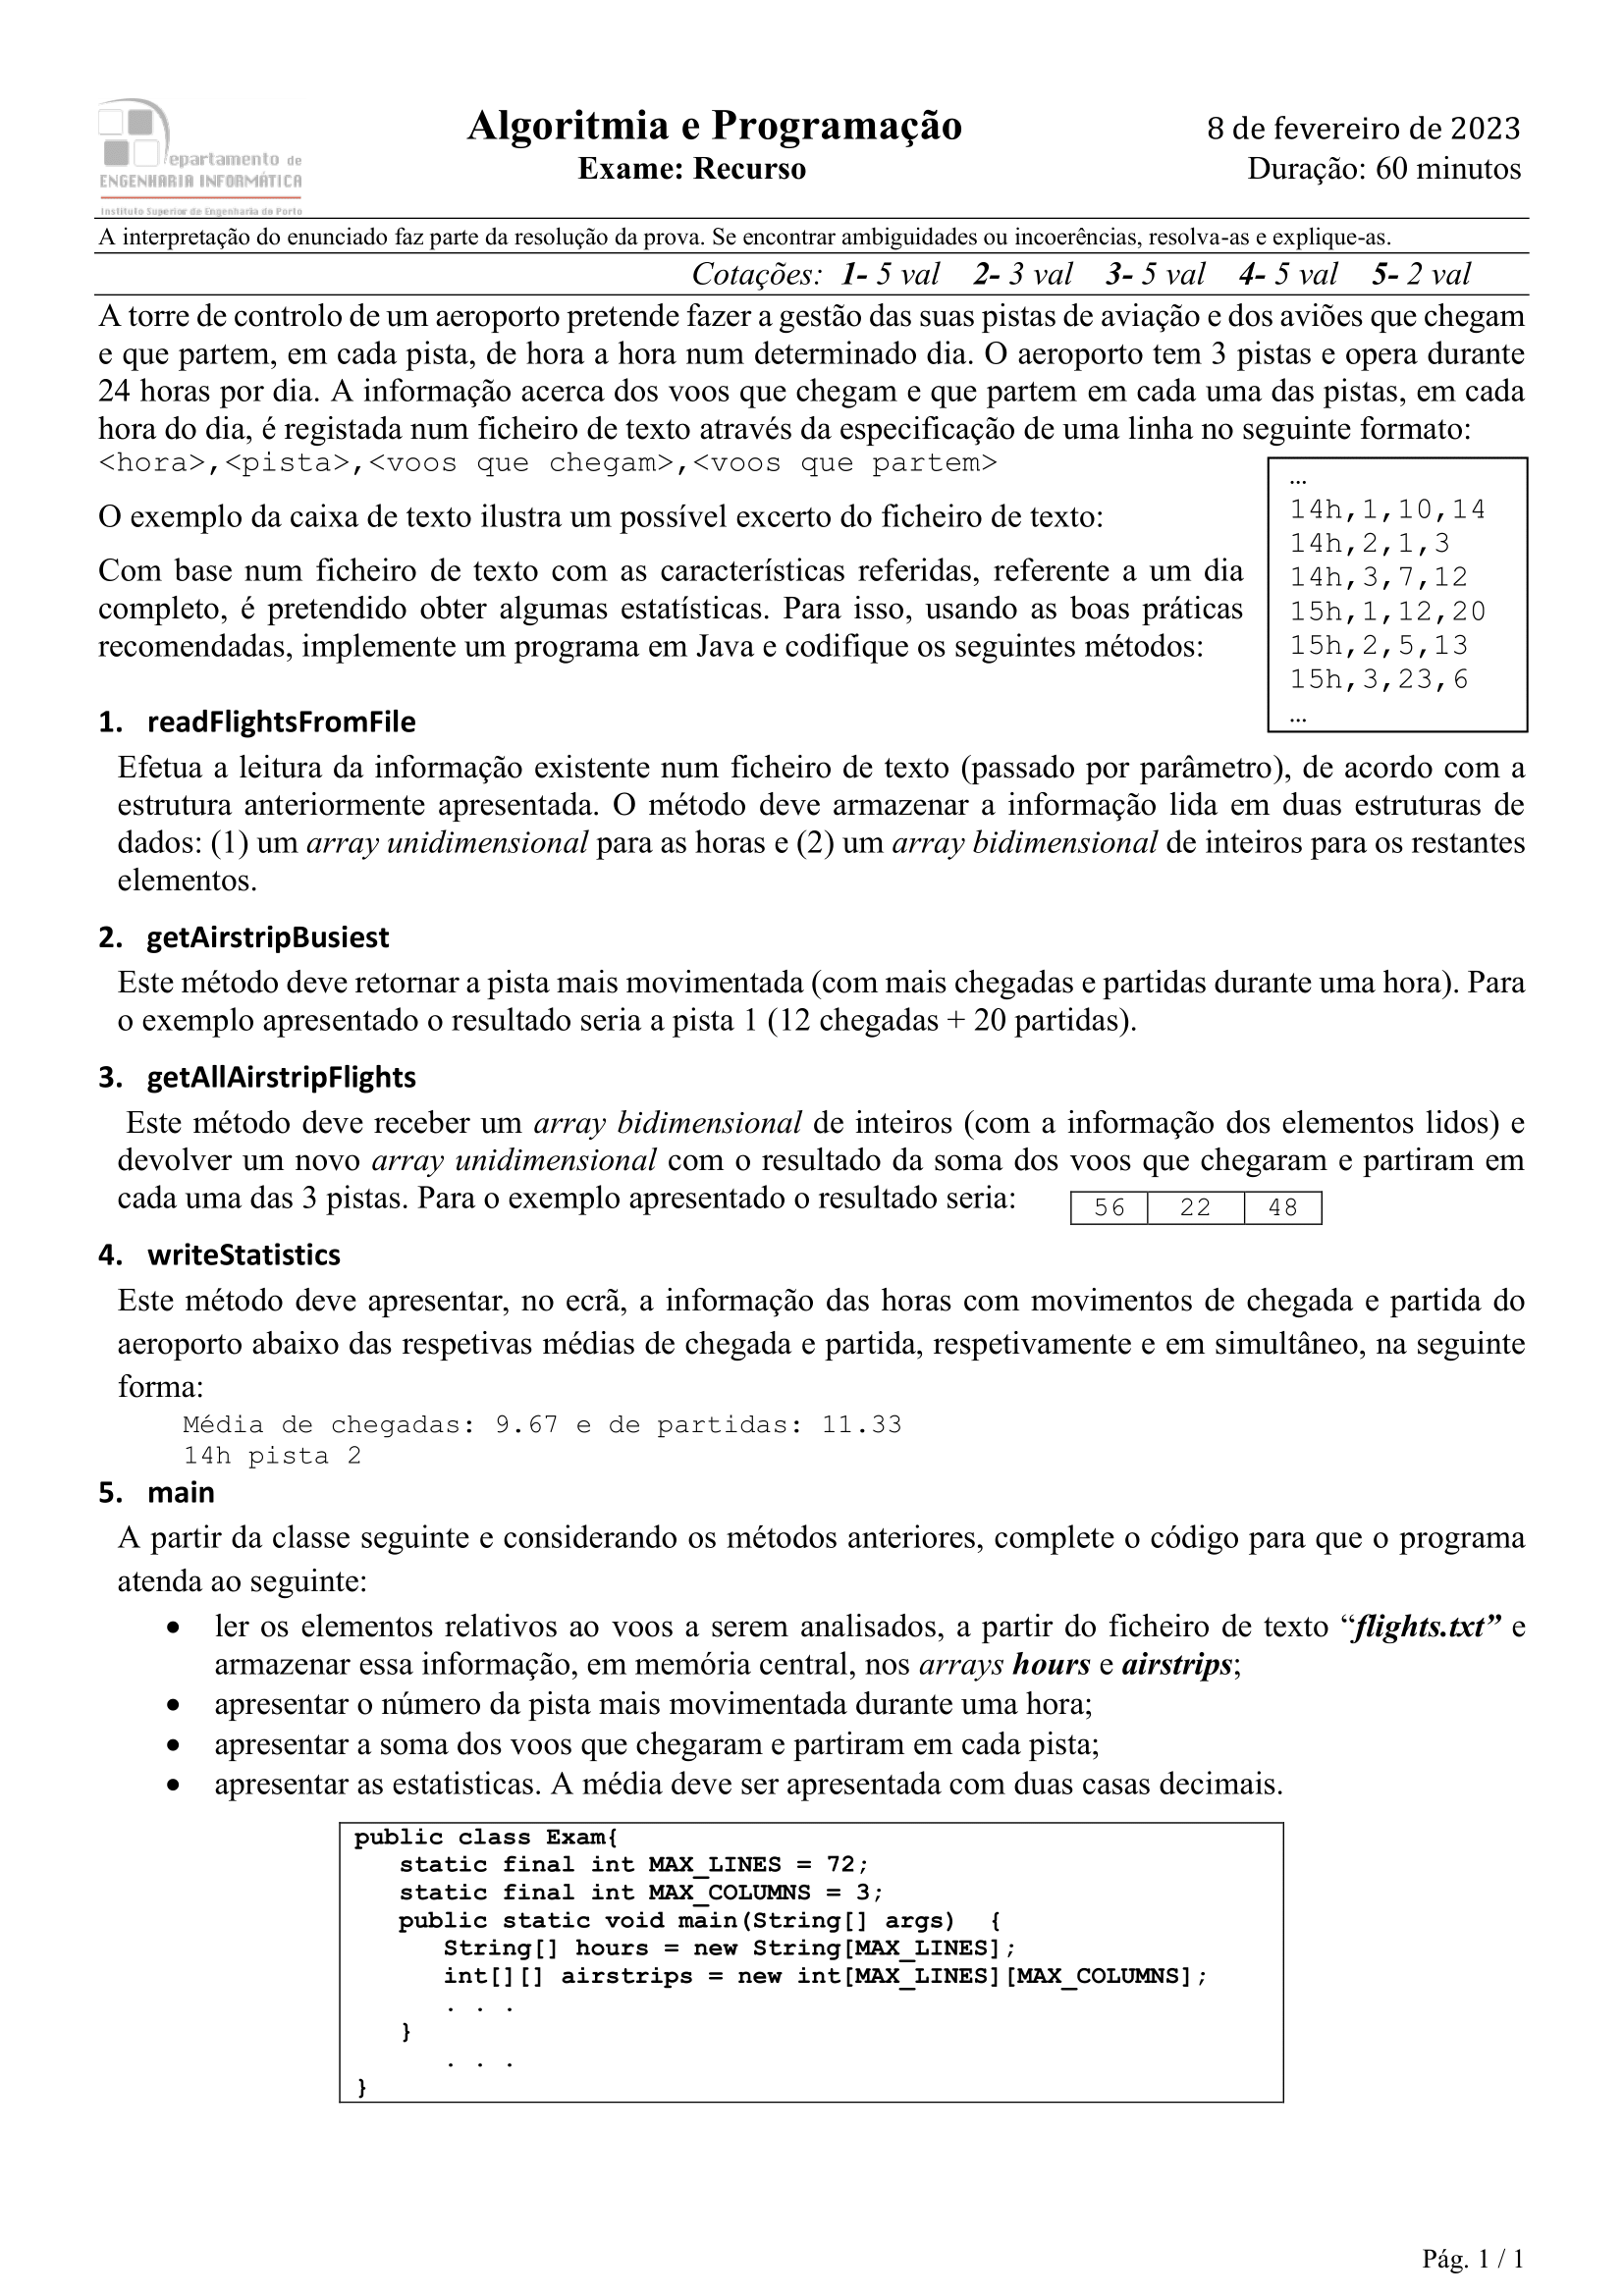 epartamento de
ENGENHARIA INFORMÁTICA
Instituto Superior de Engenharia do Porto
Algoritmia e Programação
Exame: Recurso
8 de fevereiro de 2023
Duração: 60 minutos
A interpretação do enunciado faz parte da resolução da prova. Se encontrar ambiguidades ou incoerências, resolva-as e explique-as.
Cotações: 1- 5 val 2- 3 val 3- 5 val 4- 5 val 5- 2 val
A torre de controlo de um aeroporto pretende fazer a gestão das suas pistas de aviação e dos aviões que chegam
e que partem, em cada pista, de hora a hora num determinado dia. O aeroporto tem 3 pistas e opera durante
24 horas por dia. A informação acerca dos voos que chegam e que partem em cada uma das pistas, em cada
hora do dia, é registada num ficheiro de texto através da especificação de uma linha no seguinte formato:
<hora>,<pista>,<voos que chegam>,<voos que partem>
O exemplo da caixa de texto ilustra um possível excerto do ficheiro de texto:
Com base num ficheiro de texto com as características referidas, referente a um dia
completo, é pretendido obter algumas estatísticas. Para isso, usando as boas práticas
recomendadas, implemente um programa em Java e codifique os seguintes métodos:
…
14h,1,10,14
14h,2,1,3
14h,3,7,12
15h,1,12,20
15h,2,5,13
15h,3,23,6
…
1. readFlightsFromFile
Efetua a leitura da informação existente num ficheiro de texto (passado por parâmetro), de acordo com a
estrutura anteriormente apresentada. O método deve armazenar a informação lida em duas estruturas de
dados: (1) um array unidimensional para as horas e (2) um array bidimensional de inteiros para os restantes
elementos.
2. getAirstripBusiest
Este método deve retornar a pista mais movimentada (com mais chegadas e partidas durante uma hora). Para
o exemplo apresentado o resultado seria a pista 1 (12 chegadas + 20 partidas).
3. getAllAirstripFlights
Este método deve receber um array bidimensional de inteiros (com a informação dos elementos lidos) e
devolver um novo array unidimensional com o resultado da soma dos voos que chegaram e partiram em
cada uma das 3 pistas. Para o exemplo apresentado o resultado seria:
56 22 48
4. writeStatistics
Este método deve apresentar, no ecrã, a informação das horas com movimentos de chegada e partida do
aeroporto abaixo das respetivas médias de chegada e partida, respetivamente e em simultâneo, na seguinte
forma:
Média de chegadas: 9.67 e de partidas: 11.33
14h pista 2
5. main
A partir da classe seguinte e considerando os métodos anteriores, complete o código para que o programa
atenda ao seguinte:
• ler os elementos relativos ao voos a serem analisados, a partir do ficheiro de texto “flights.txt” e
armazenar essa informação, em memória central, nos arrays hours e airstrips;
• apresentar o número da pista mais movimentada durante uma hora;
• apresentar a soma dos voos que chegaram e partiram em cada pista;
• apresentar as estatisticas. A média deve ser apresentada com duas casas decimais.
public class Exam{
static final int MAX_LINES = 72;
static final int MAX_COLUMNS = 3;
public static void main(String[] args) {
String[] hours = new String[MAX_LINES];
int[][] airstrips = new int[MAX_LINES][MAX_COLUMNS];
. . .
}
. . .
}
Pág. 1 / 1